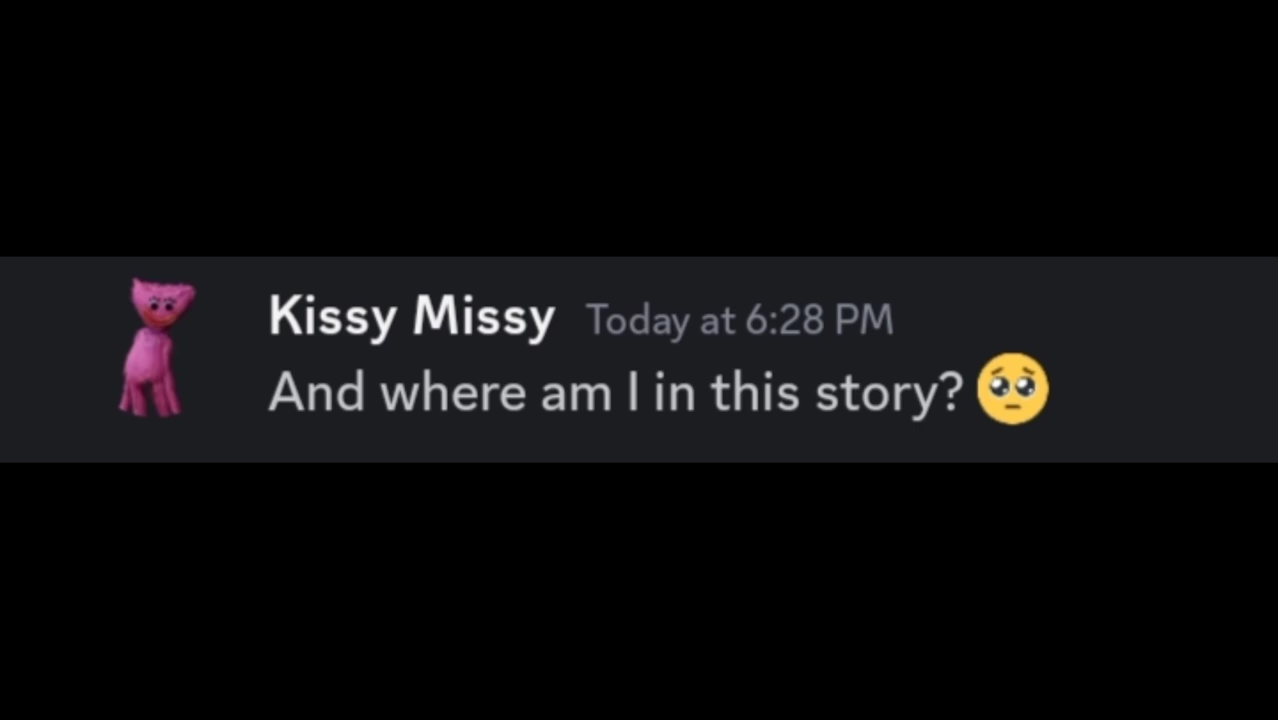 Kissy Missy Today at 6:28 PM
And where am I in this story? 🥺